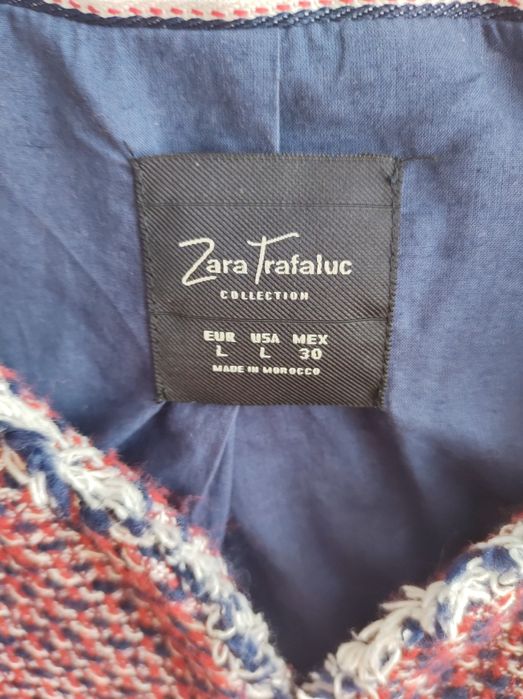 Zara Trafaluc
COLLECTION
EUR USA MEX
L L 30
MADE IN MOROCCO